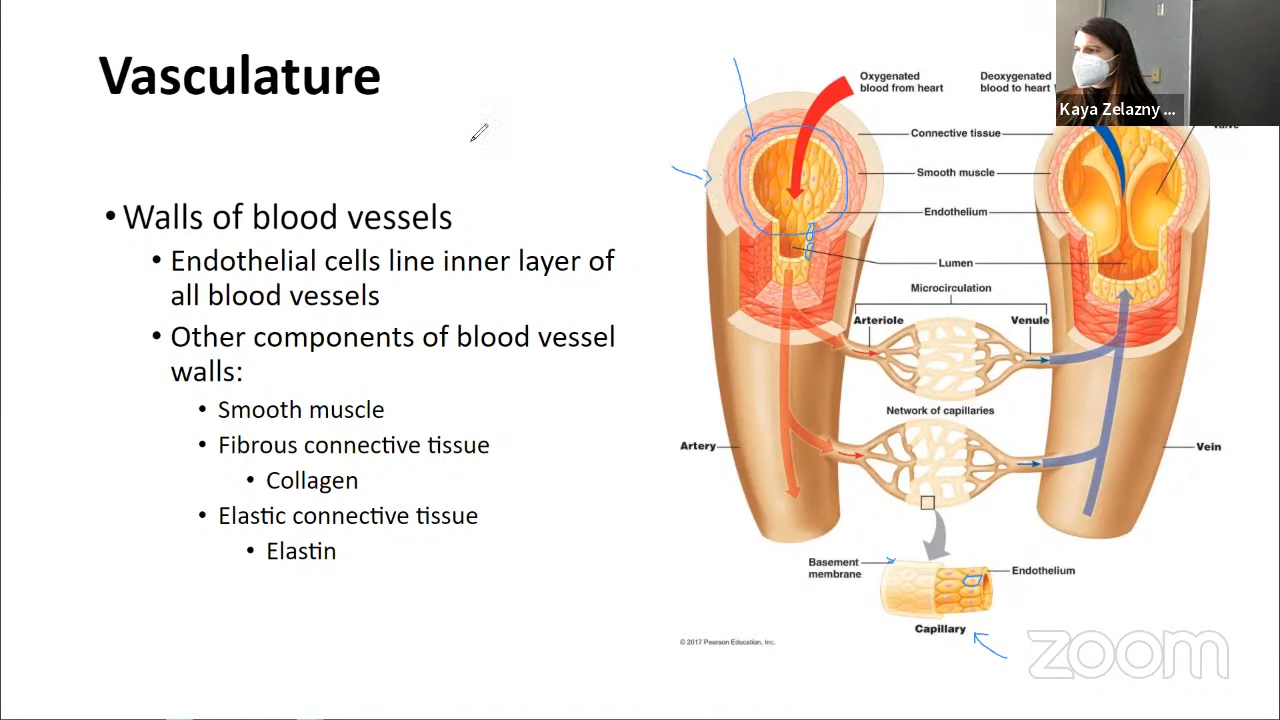 Vasculature
• Walls of blood vessels
• Endothelial cells line inner layer of
all blood vessels
• Other components of blood vessel
walls:
• Smooth muscle
• Fibrous connective tissue
• Collagen
• Elastic connective tissue
• Elastin
Oxygenated
blood from heart
Deoxygenated
blood to heart
Kaya Zelazny ...
Connective tissue
Smooth muscle
Endothelium
Lumen
Microcirculation
Arteriole
Venule
Network of capillaries
Artery
Vein
Basement
membrane
Endothelium
Capillary
© 2017 Pearson Education, Inc.
zoom